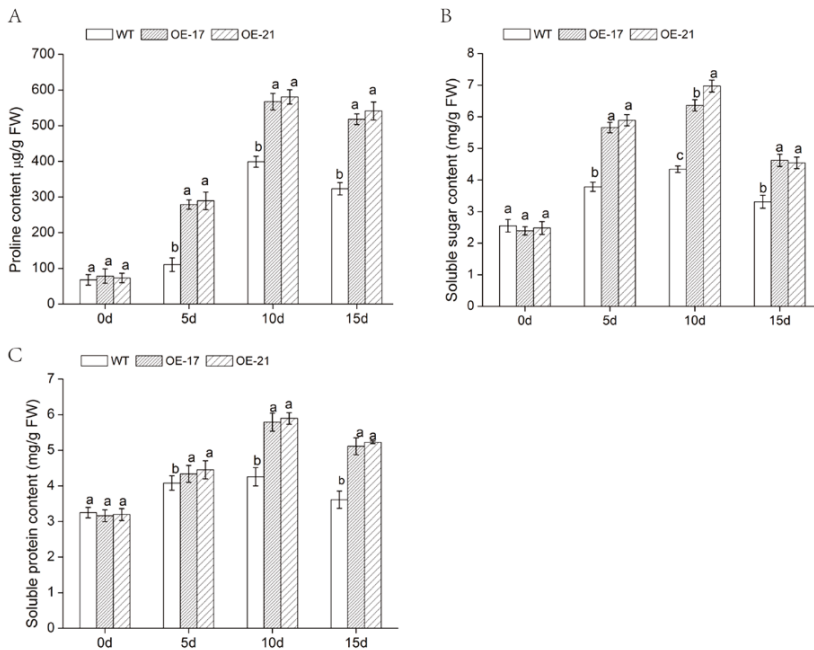 A
WT OE-17 OE-21
Proline content μg/g FW)
700
600
500
400
300
200
100
0
a a a
b a a
b a a
b a a
0d 5d 10d 15d
B
WT OE-17 OE-21
Soluble sugar content (mg/g FW)
8
7
6
5
4
3
2
1
0
a a a
b a a
c b a
b a a
0d 5d 10d 15d
C
WT OE-17 OE-21
Soluble protein content (mg/g FW)
7
6
5
4
3
2
1
0
a a a
b a a
b a a
b a a
0d 5d 10d 15d